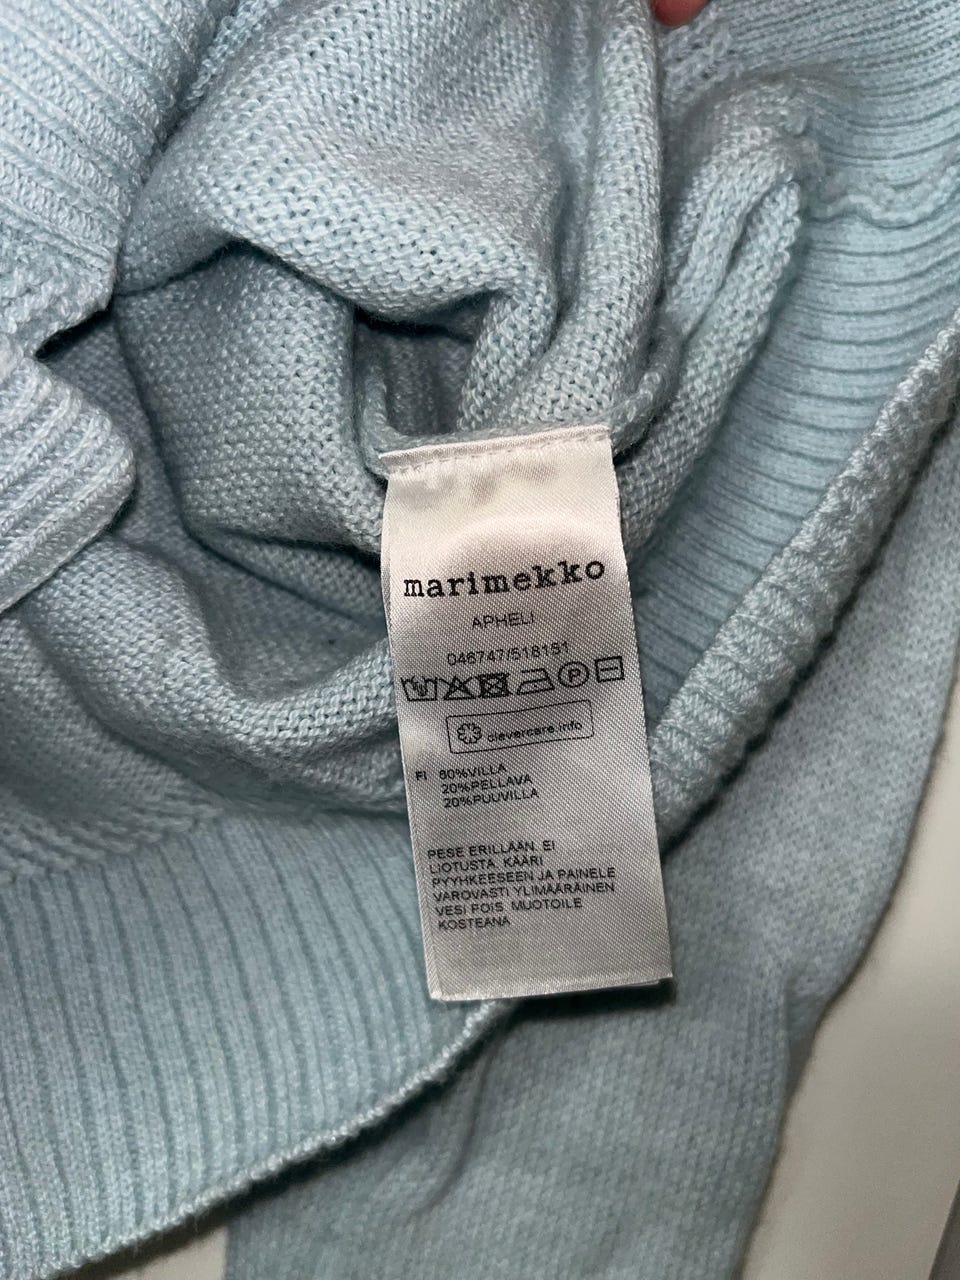 marimekko
APHELI
046747/518151
P
clevercare.info
FI 60%VILLA
20%PELLAVA
20%PUUVILLA
PESE ERILLÄÄN. EI
LIOTUSTA. KÄÄRI
PYYHKEESEEN JA PAINELE
VAROVASTI YLIMÄÄRÄINEN
VESI POIS. MUOTOILE
KOSTEANA